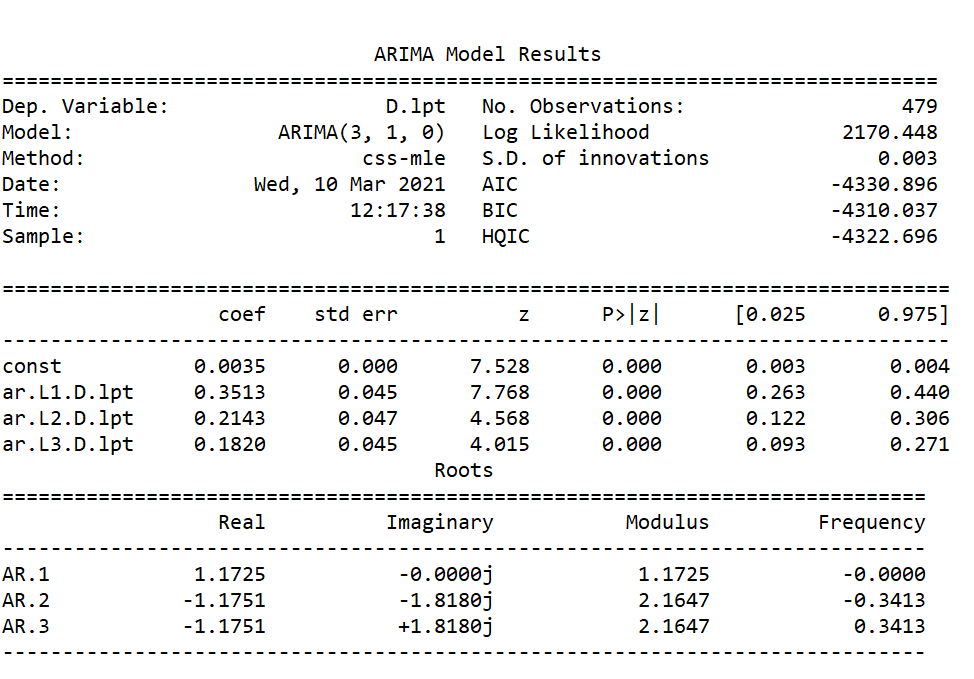 ARIMA Model Results
==============================================================================
Dep. Variable:                  D.lpt   No. Observations:                  479
Model:                 ARIMA(3, 1, 0)   Log Likelihood                2170.448
Method:                       css-mle   S.D. of innovations              0.003
Date:                Wed, 10 Mar 2021   AIC                          -4330.896
Time:                        12:17:38   BIC                          -4310.037
Sample:                             1   HQIC                         -4322.696
===============================================================================
                  coef    std err          z      P>|z|      [0.025      0.975]
-------------------------------------------------------------------------------
const           0.0035      0.000      7.528      0.000       0.003       0.004
ar.L1.D.lpt     0.3513      0.045      7.768      0.000       0.263       0.440
ar.L2.D.lpt     0.2143      0.047      4.568      0.000       0.122       0.306
ar.L3.D.lpt     0.1820      0.045      4.015      0.000       0.093       0.271
                                    Roots
=============================================================================
                  Real          Imaginary           Modulus         Frequency
-----------------------------------------------------------------------------
AR.1            1.1725           -0.0000j            1.1725           -0.0000
AR.2           -1.1751           -1.8180j            2.1647           -0.3413
AR.3           -1.1751           +1.8180j            2.1647            0.3413
-----------------------------------------------------------------------------